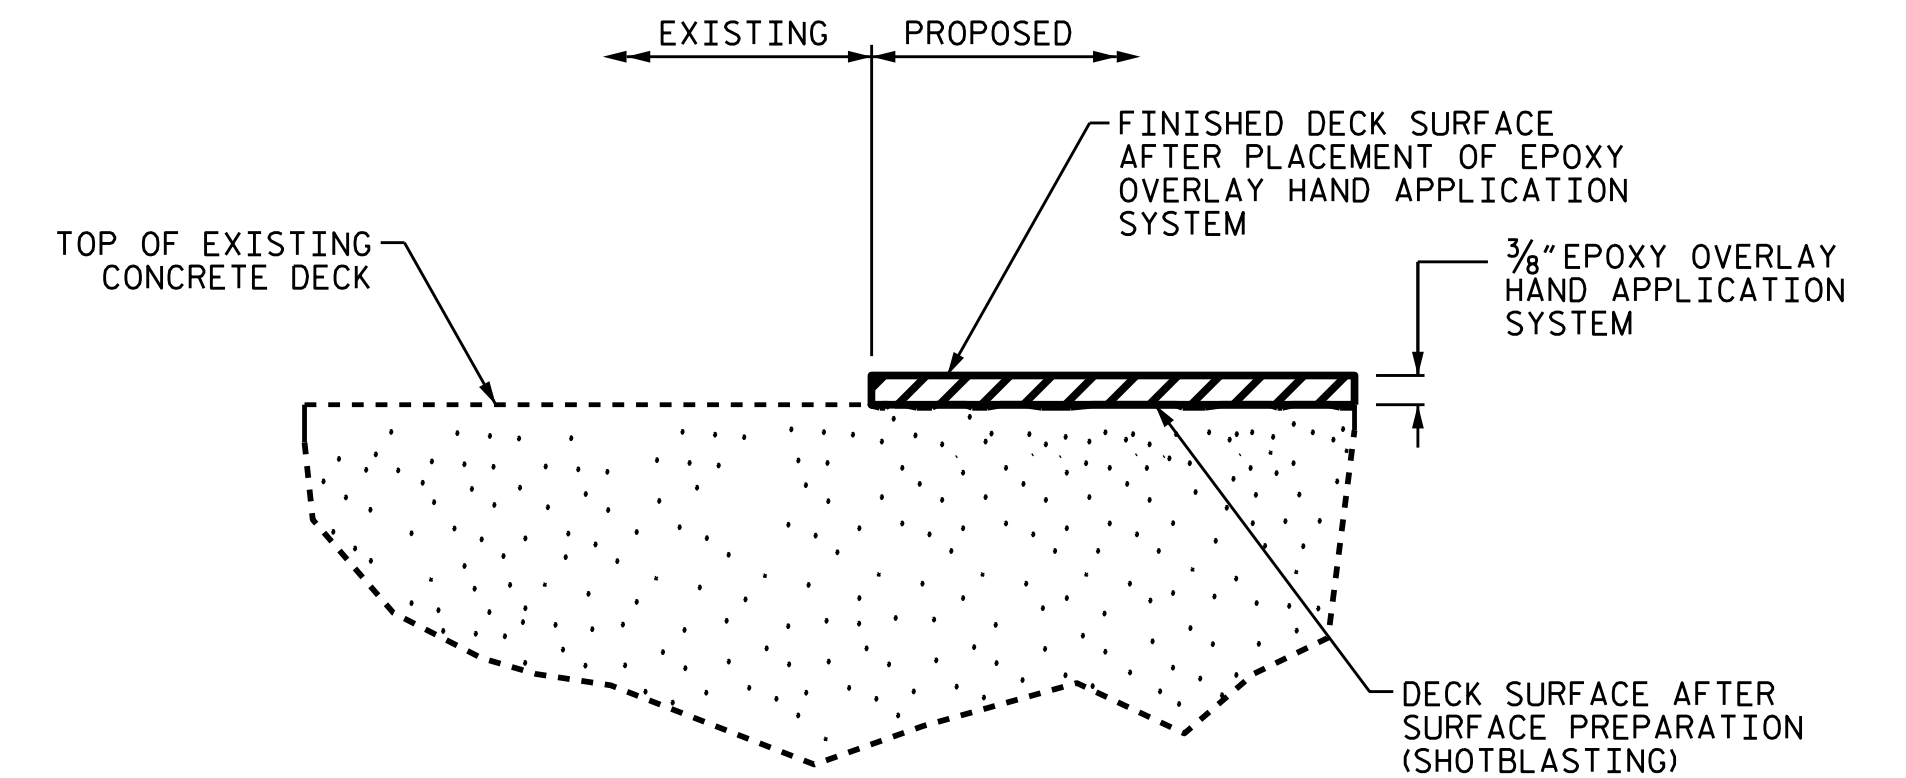 EXISTING PROPOSED
FINISHED DECK SURFACE
AFTER PLACEMENT OF EPOXY
OVERLAY HAND APPLICATION
SYSTEM
TOP OF EXISTING
CONCRETE DECK
⅜" EPOXY OVERLAY
HAND APPLICATION
SYSTEM
DECK SURFACE AFTER
SURFACE PREPARATION
(SHOTBLASTING)